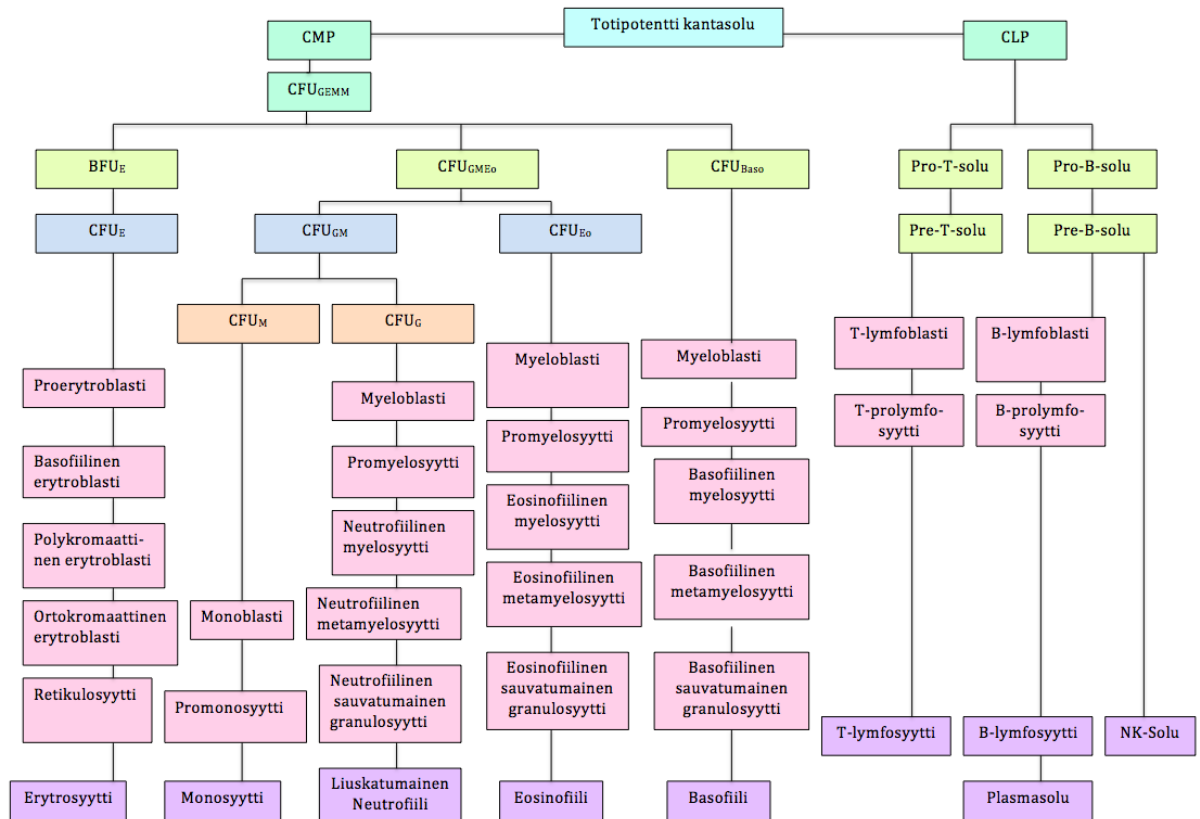 Totipotentti kantasolu
CMP
CLP
CFUGEMM
BFUE
CFUGMEo
CFUBaso
Pro-T-solu
Pro-B-solu
CFUE
CFUGM
CFUEo
Pre-T-solu
Pre-B-solu
CFUM
CFUG
T-lymfoblasti
B-lymfoblasti
Myeloblasti
Myeloblasti
Proerytroblasti
Myeloblasti
T-prolymfo-
syytti
B-prolymfo-
syytti
Promyelosyytti
Promyelosyytti
Basofiilinen
erytroblasti
Promyelosyytti
Basofiilinen
myelosyytti
Eosinofiilinen
myelosyytti
Polykromaatti-
nen erytroblasti
Neutrofiilinen
myelosyytti
Eosinofiilinen
metamyelosyytti
Basofiilinen
metamyelosyytti
Ortokromaattinen
erytroblasti
Monoblasti
Neutrofiilinen
metamyelosyytti
Eosinofiilinen
sauvatumainen
granulosyytti
Basofiilinen
sauvatumainen
granulosyytti
Retikulosyytti
Promonosyytti
Neutrofiilinen
sauvatumainen
granulosyytti
T-lymfosyytti
B-lymfosyytti
NK-Solu
Erytrosyytti
Monosyytti
Liuskatumainen
Neutrofiili
Eosinofiili
Basofiili
Plasmasolu